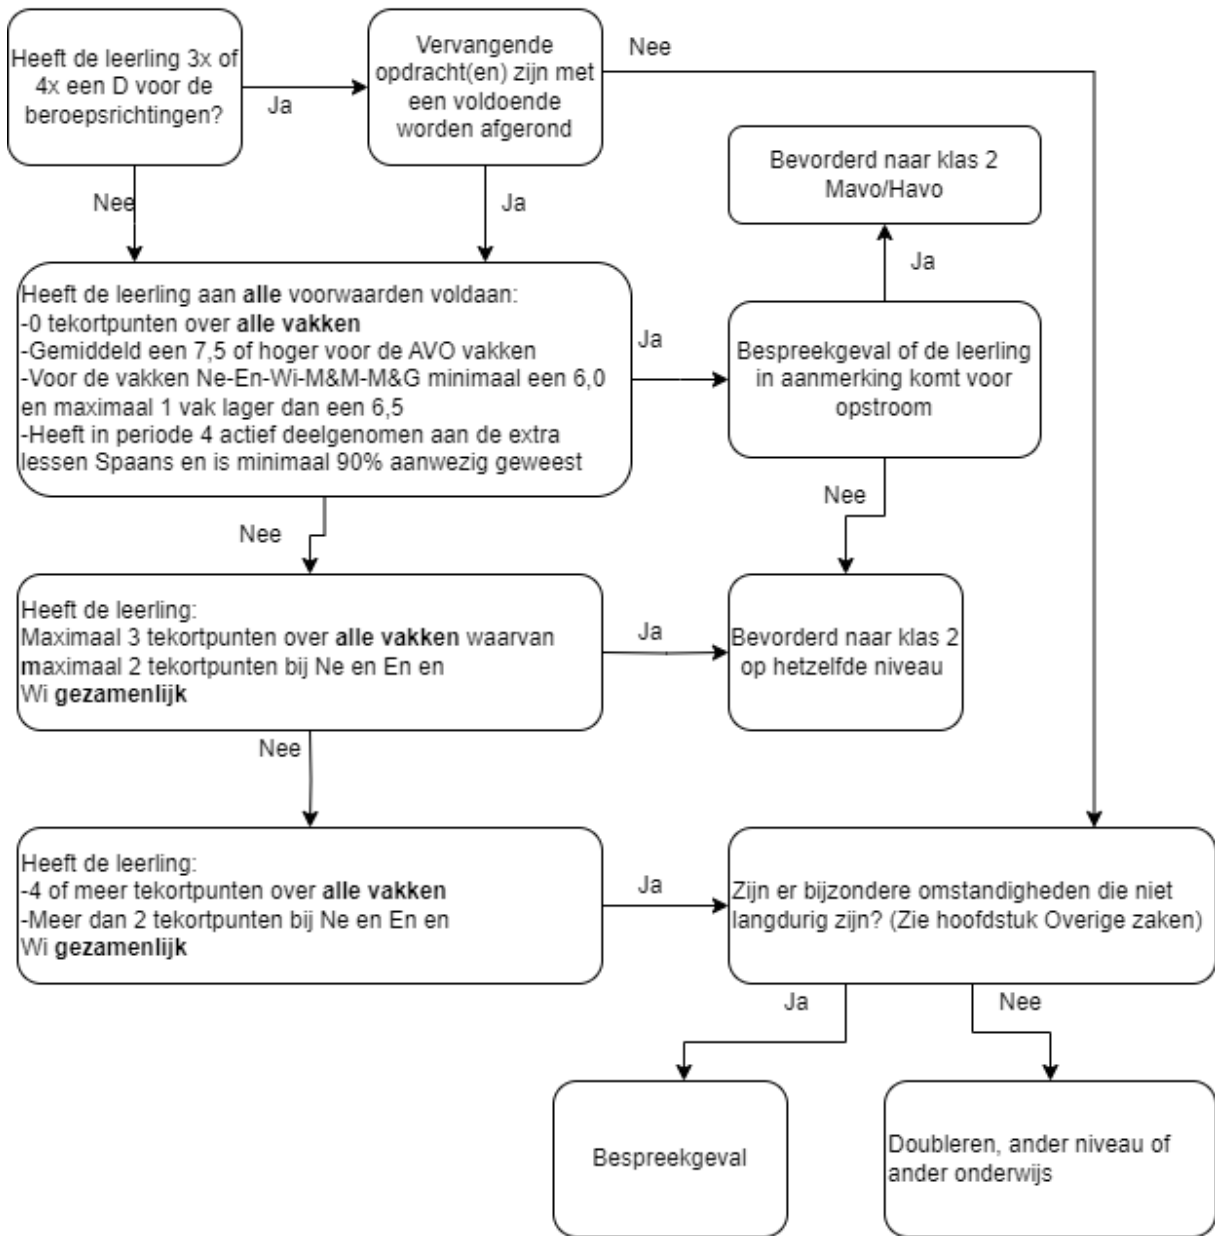 Heeft de leerling 3x of
4x een D voor de
beroepsrichtingen?
Ja
Vervangende
opdracht(en) zijn met
een voldoende
worden afgerond
Nee
Nee
Ja
Bevorderd naar klas 2
Mavo/Havo
Ja
Heeft de leerling aan alle voorwaarden voldaan:
-0 tekortpunten over alle vakken
-Gemiddeld een 7,5 of hoger voor de AVO vakken
-Voor de vakken Ne-En-Wi-M&M-M&G minimaal een 6,0
en maximaal 1 vak lager dan een 6,5
-Heeft in periode 4 actief deelgenomen aan de extra
lessen Spaans en is minimaal 90% aanwezig geweest
Ja
Bespreekgeval of de leerling
in aanmerking komt voor
opstroom
Nee
Nee
Heeft de leerling:
Maximaal 3 tekortpunten over alle vakken waarvan
maximaal 2 tekortpunten bij Ne en En en
Wi gezamenlijk
Ja
Bevorderd naar klas 2
op hetzelfde niveau
Nee
Heeft de leerling:
-4 of meer tekortpunten over alle vakken
-Meer dan 2 tekortpunten bij Ne en En en
Wi gezamenlijk
Ja
Zijn er bijzondere omstandigheden die niet
langdurig zijn? (Zie hoofdstuk Overige zaken)
Ja
Nee
Bespreekgeval
Doubleren, ander niveau of
ander onderwijs